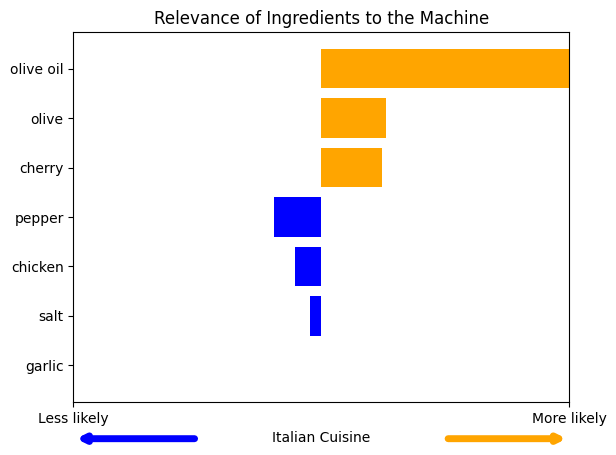 Relevance of Ingredients to the Machine
olive oil
olive
cherry
pepper
chicken
salt
garlic
Less likely
More likely
Italian Cuisine